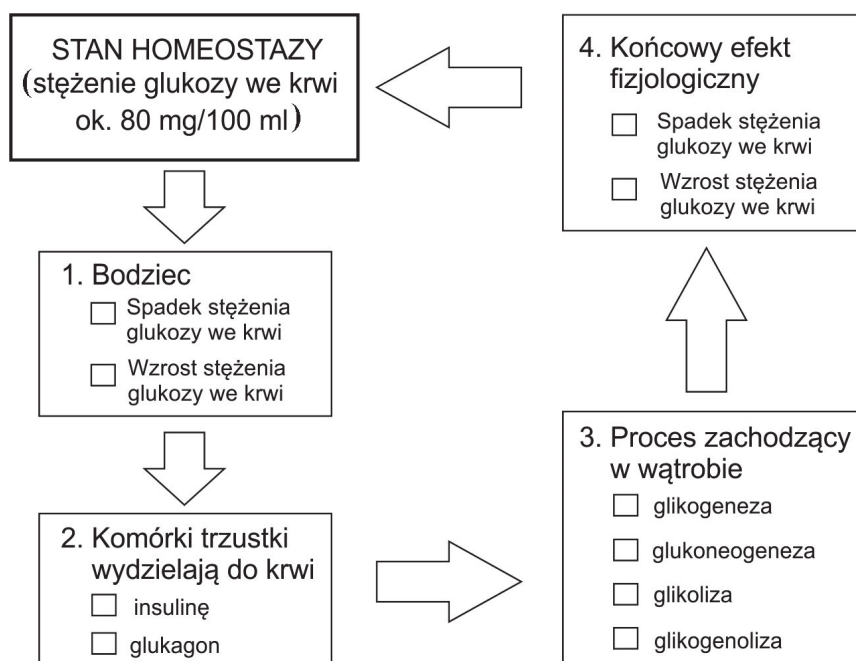 STAN HOMEOSTAZY
(stężenie glukozy we krwi
ok. 80 mg/100 ml)
1. Bodziec
Spadek stężenia
glukozy we krwi
Wzrost stężenia
glukozy we krwi
2. Komórki trzustki
wydzielają do krwi
insulinę
glukagon
3. Proces zachodzący
w wątrobie
glikogeneza
glukoneogeneza
glikoliza
glikogenoliza
4. Końcowy efekt
fizjologiczny
Spadek stężenia
glukozy we krwi
Wzrost stężenia
glukozy we krwi